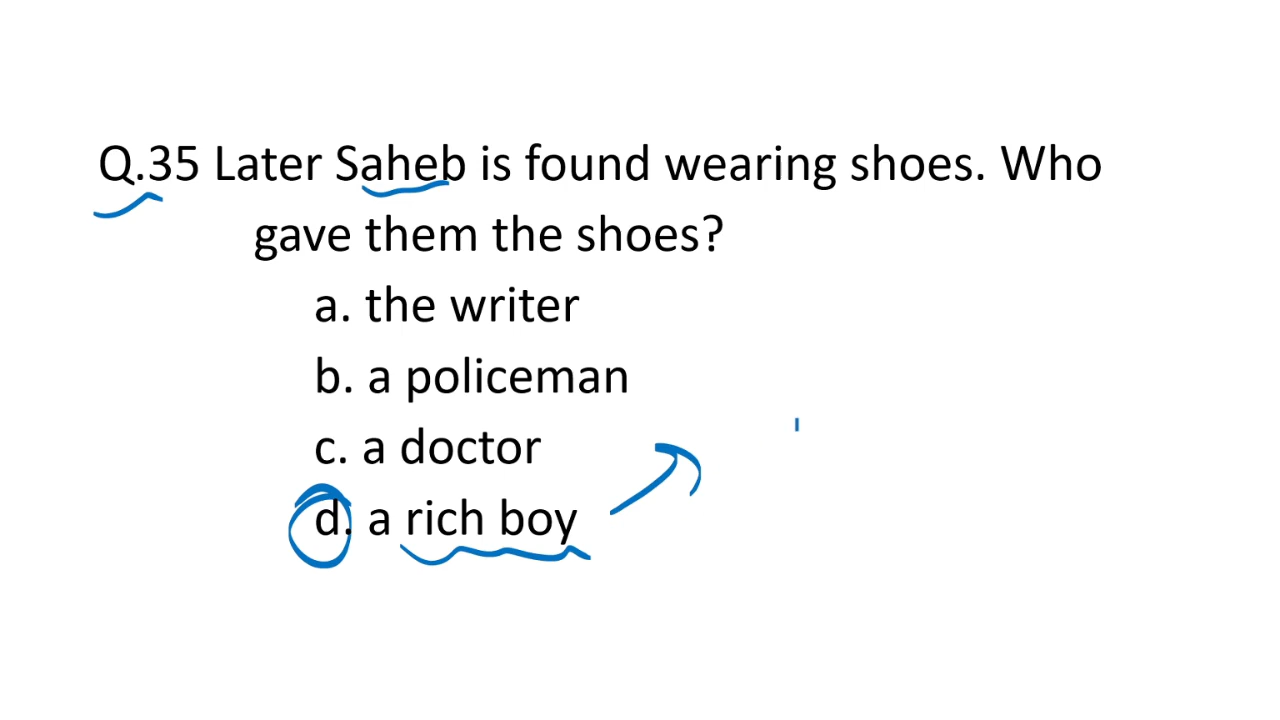 Q.35 Later Saheb is found wearing shoes. Who
gave them the shoes?
a. the writer
b. a policeman
c. a doctor
d. a rich boy